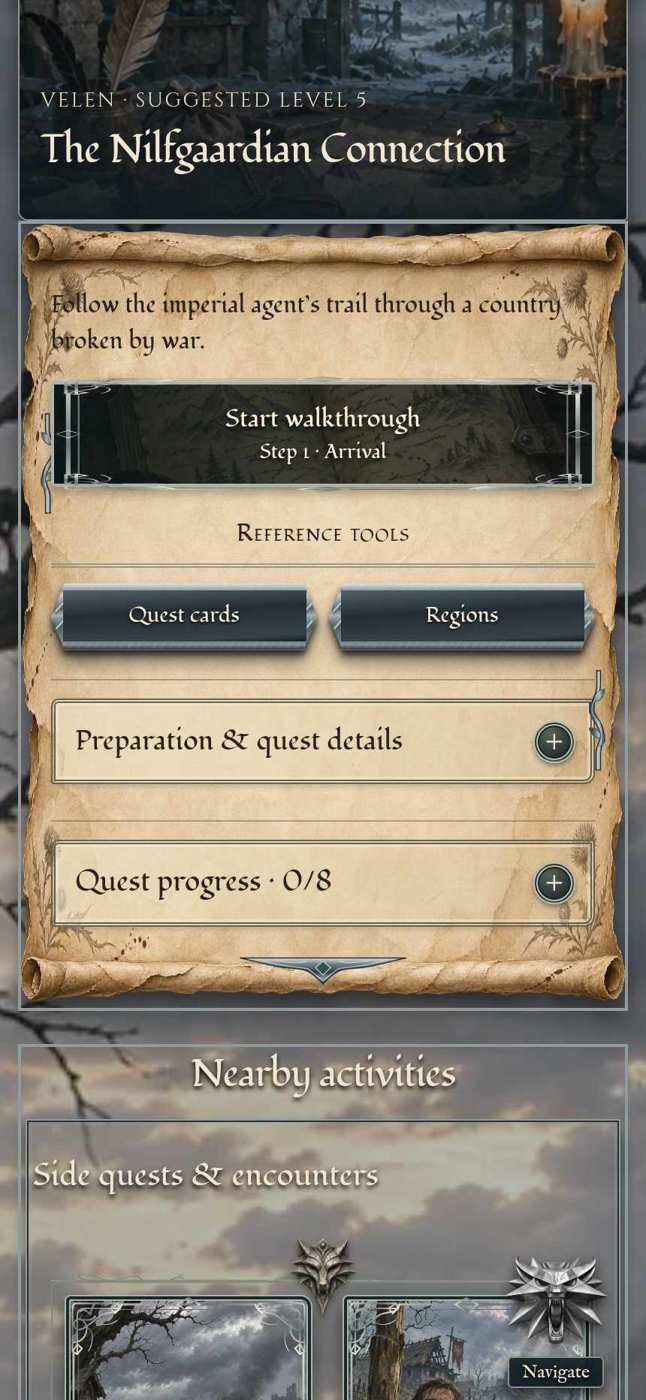 VELEN · SUGGESTED LEVEL 5
The Nilfgaardian Connection
Follow the imperial agent's trail through a country
broken by war.
Start walkthrough
Step 1 · Arrival
Reference tools
Quest cards
Regions
Preparation & quest details
Quest progress · 0/8
Nearby activities
Side quests & encounters
Navigate